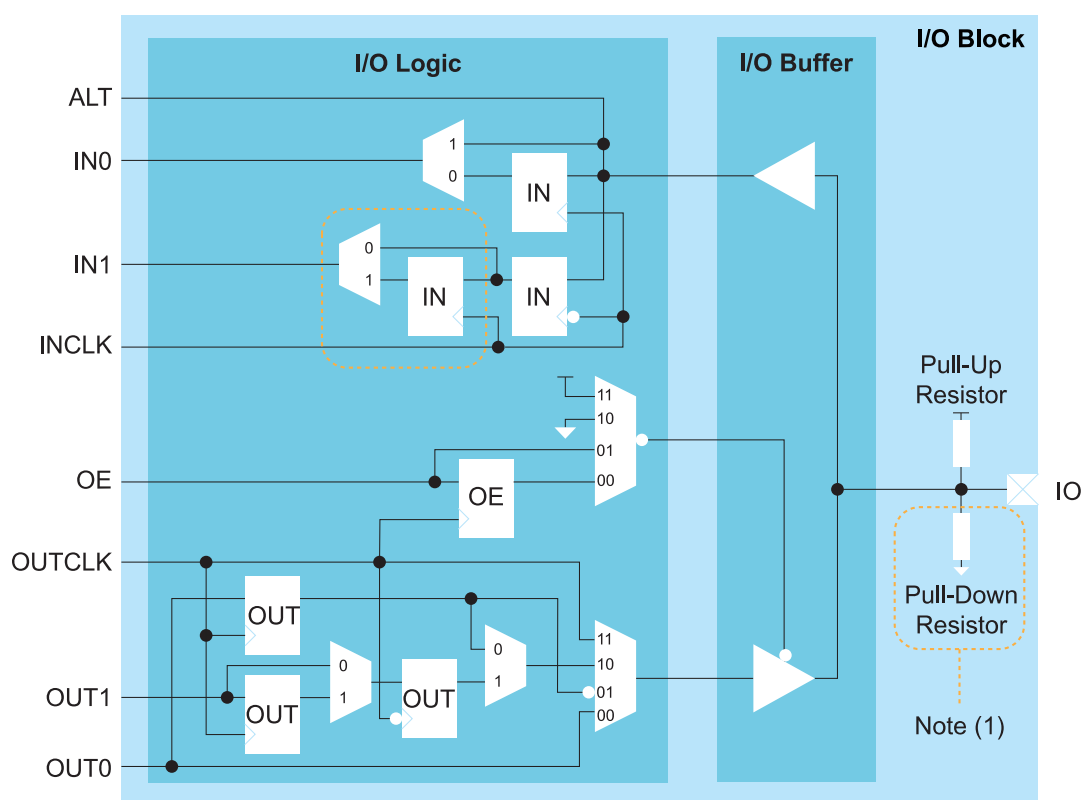 I/O Block
I/O Logic
I/O Buffer
ALT
IN0
1
0
IN
IN1
0
1
IN
IN
INCLK
Pull-Up
Resistor
11
10
01
00
OE
OE
IO
OUTCLK
Pull-Down
Resistor
OUT
0
1
0
1
11
10
01
00
OUT1
OUT
OUT
Note (1)
OUT0